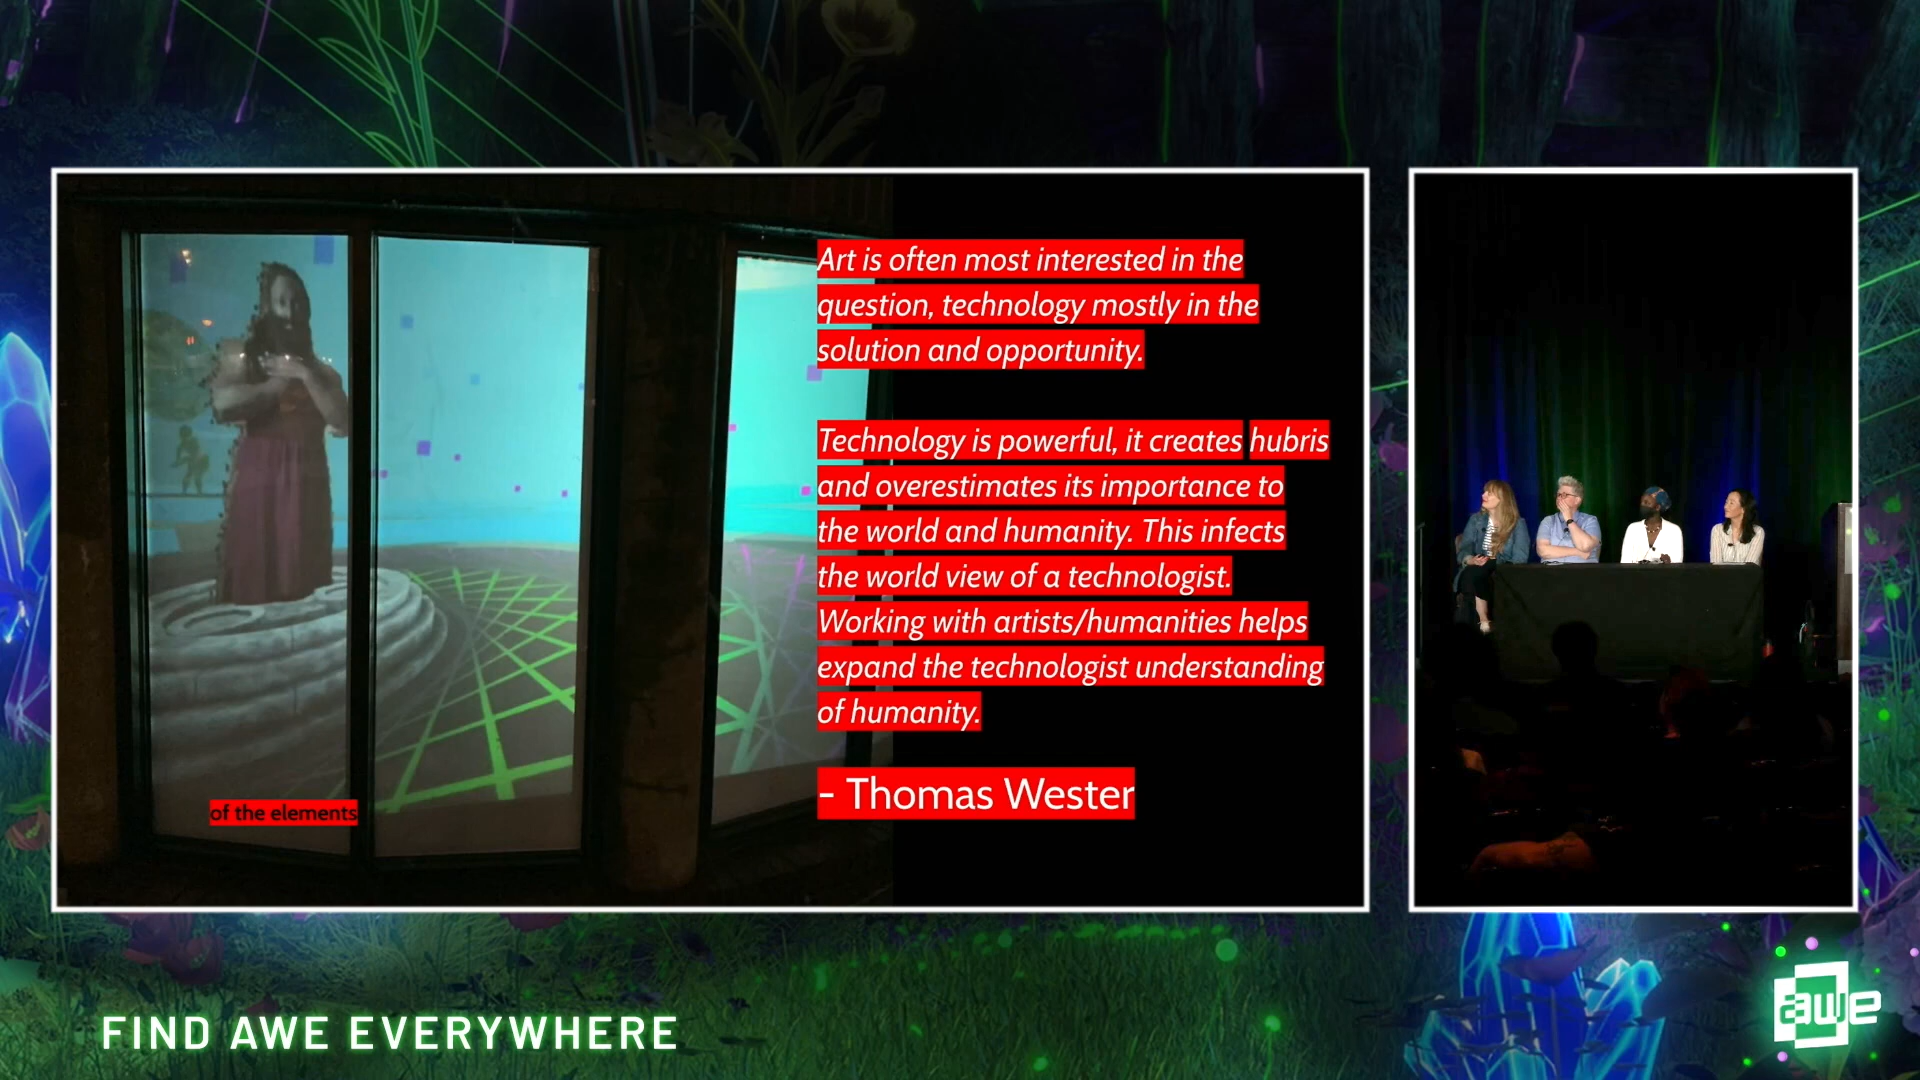 Art is often most interested in the
question, technology mostly in the
solution and opportunity.
Technology is powerful, it creates hubris
and overestimates its importance to
the world and humanity. This infects
the world view of a technologist.
Working with artists/humanities helps
expand the technologist understanding
of humanity.
- Thomas Wester
of the elements
FIND AWE EVERYWHERE
awe